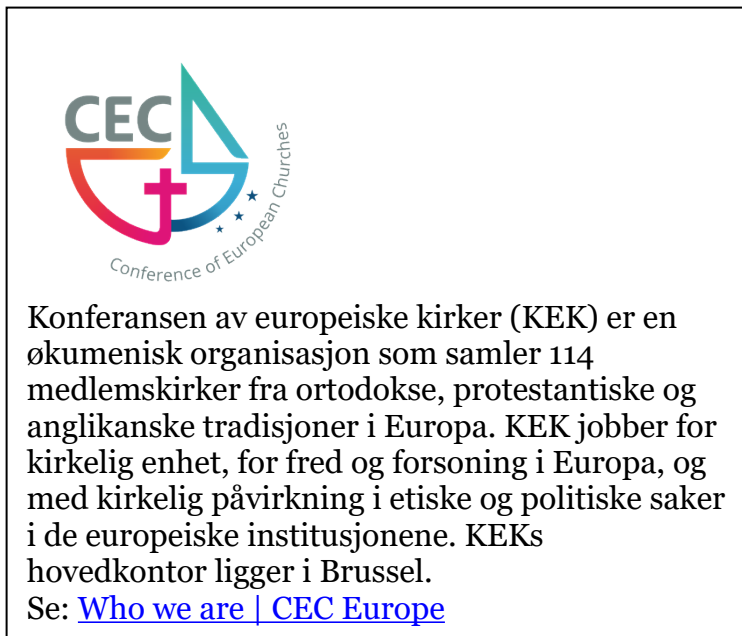 CEC
Conference of European Churches
Konferansen av europeiske kirker (KEK) er en
økumenisk organisasjon som samler 114
medlemskirker fra ortodokse, protestantiske og
anglikanske tradisjoner i Europa. KEK jobber for
kirkelig enhet, for fred og forsoning i Europa, og
med kirkelig påvirkning i etiske og politiske saker
i de europeiske institusjonene. KEKs
hovedkontor ligger i Brussel.
Se: Who we are | CEC Europe